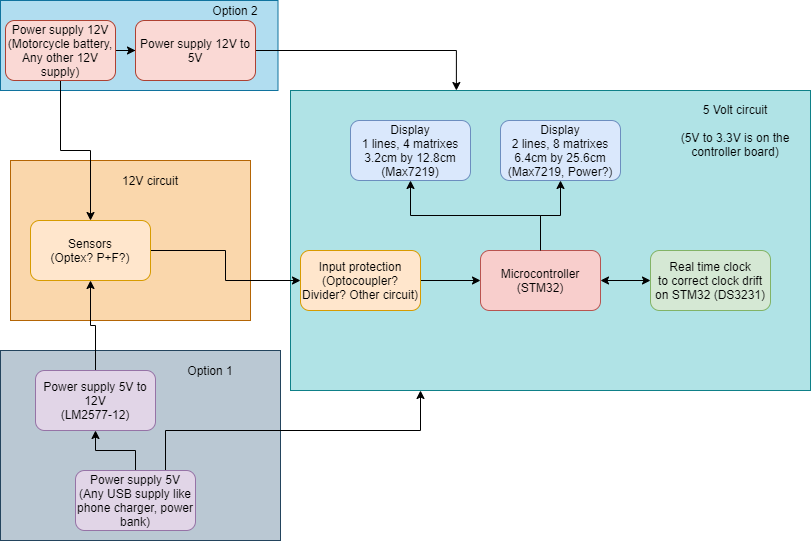 Option 2
Power supply 12V
(Motorcycle battery,
Any other 12V
supply)
Power supply 12V to
5V
5 Volt circuit
(5V to 3.3V is on the
controller board)
Display
1 lines, 4 matrixes
3.2cm by 12.8cm
(Max7219)
Display
2 lines, 8 matrixes
6.4cm by 25.6cm
(Max7219, Power?)
12V circuit
Sensors
(Optex? P+F?)
Input protection
(Optocoupler?
Divider? Other circuit)
Microcontroller
(STM32)
Real time clock
to correct clock drift
on STM32 (DS3231)
Option 1
Power supply 5V to
12V
(LM2577-12)
Power supply 5V
(Any USB supply like
phone charger, power
bank)